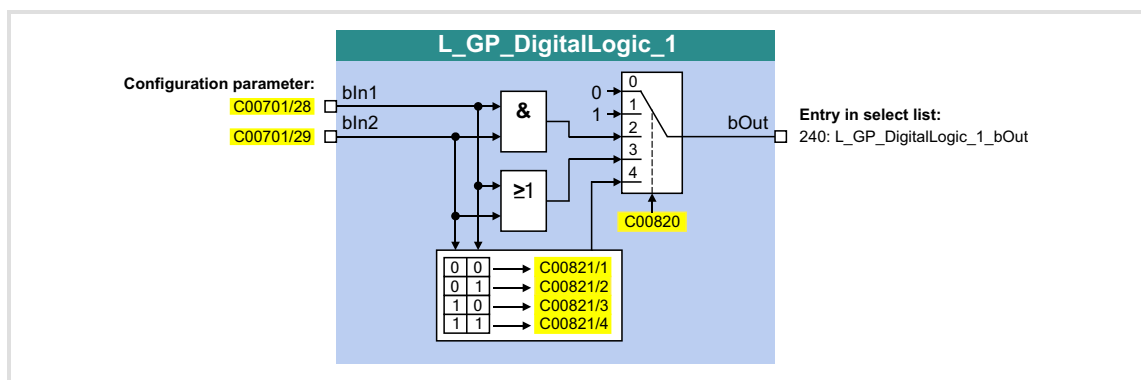 L_GP_DigitalLogic_1
Configuration parameter:
C00701/28
bIn1
C00701/29
bIn2
&
≥1
0
0
1
1
2
3
4
C00820
bOut
Entry in select list:
240: L_GP_DigitalLogic_1_bOut
0 0 C00821/1
0 1 C00821/2
1 0 C00821/3
1 1 C00821/4